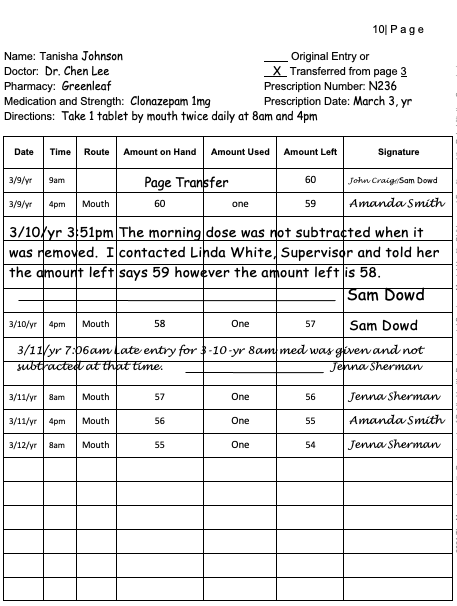 10| P a g e
Name: Tanisha Johnson
____ Original Entry or
Doctor: Dr. Chen Lee
X Transferred from page 3
Pharmacy: Greenleaf
Prescription Number: N236
Medication and Strength: Clonazepam 1mg
Prescription Date: March 3, yr
Directions: Take 1 tablet by mouth twice daily at 8am and 4pm
Date Time Route Amount on Hand Amount Used Amount Left Signature
3/9/yr 9am Page Transfer 60 John Craig/Sam Dowd
3/9/yr 4pm Mouth 60 one 59 Amanda Smith
3/10/yr 3:51pm The morning dose was not subtracted when it
was removed. I contacted Linda White, Supervisor and told her
the amount left says 59 however the amount left is 58.
Sam Dowd
3/10/yr 4pm Mouth 58 One 57 Sam Dowd
3/11/yr 7:06am Late entry for 3-10-yr 8am med was given and not
subtracted at that time. Jenna Sherman
3/11/yr 8am Mouth 57 One 56 Jenna Sherman
3/11/yr 4pm Mouth 56 One 55 Amanda Smith
3/12/yr 8am Mouth 55 One 54 Jenna Sherman